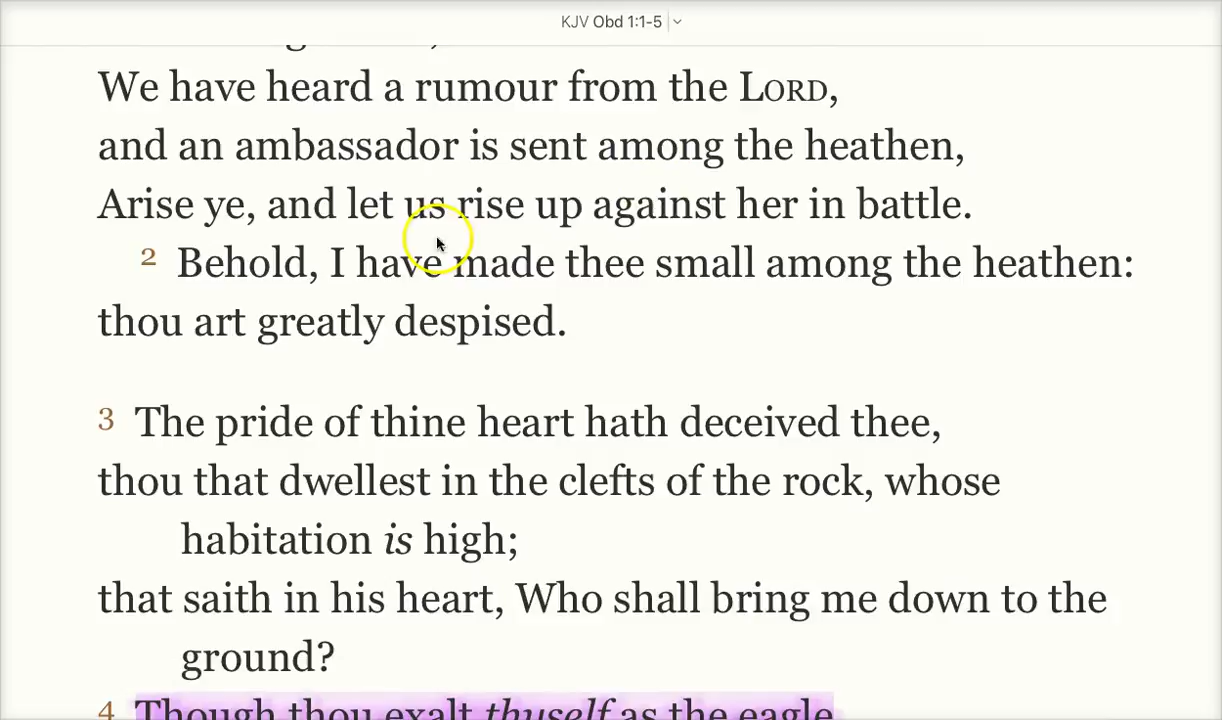 KJV Obd 1:1-5
We have heard a rumour from the LORD,
and an ambassador is sent among the heathen,
Arise ye, and let us rise up against her in battle.
2 Behold, I have made thee small among the heathen:
thou art greatly despised.
3 The pride of thine heart hath deceived thee,
thou that dwellest in the clefts of the rock, whose
habitation is high;
that saith in his heart, Who shall bring me down to the
ground?
4 Though thou exalt thyself as the eagle